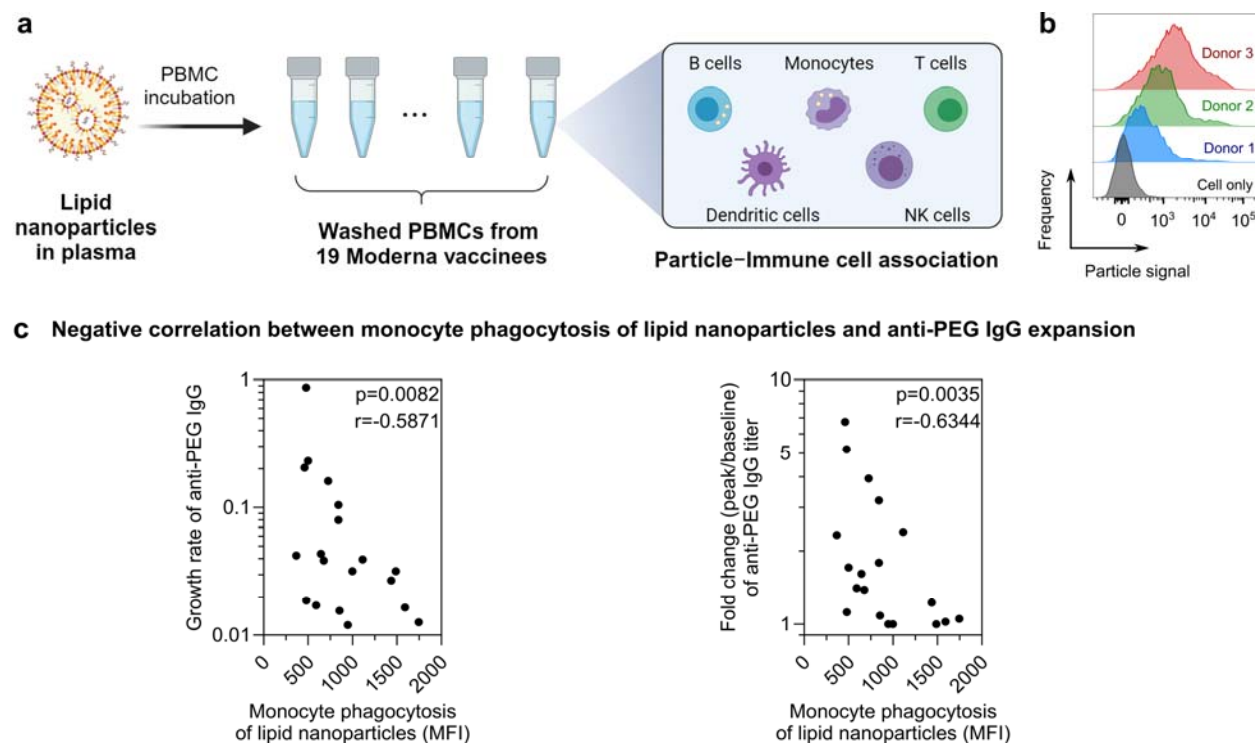 a
PBMC
incubation
Lipid
nanoparticles
in plasma
...
Washed PBMCs from
19 Moderna vaccinees
B cells
Monocytes
T cells
Dendritic cells
NK cells
Particle−Immune cell association
b
Donor 3
Donor 2
Donor 1
Cell only
Frequency
0 10³ 10⁴ 10⁵
Particle signal
c Negative correlation between monocyte phagocytosis of lipid nanoparticles and anti-PEG IgG expansion
Growth rate of anti-PEG IgG
1
0.1
0.01
p=0.0082
r=-0.5871
0 500 1000 1500 2000
Monocyte phagocytosis
of lipid nanoparticles (MFI)
Fold change (peak/baseline)
of anti-PEG IgG titer
10
5
1
p=0.0035
r=-0.6344
0 500 1000 1500 2000
Monocyte phagocytosis
of lipid nanoparticles (MFI)